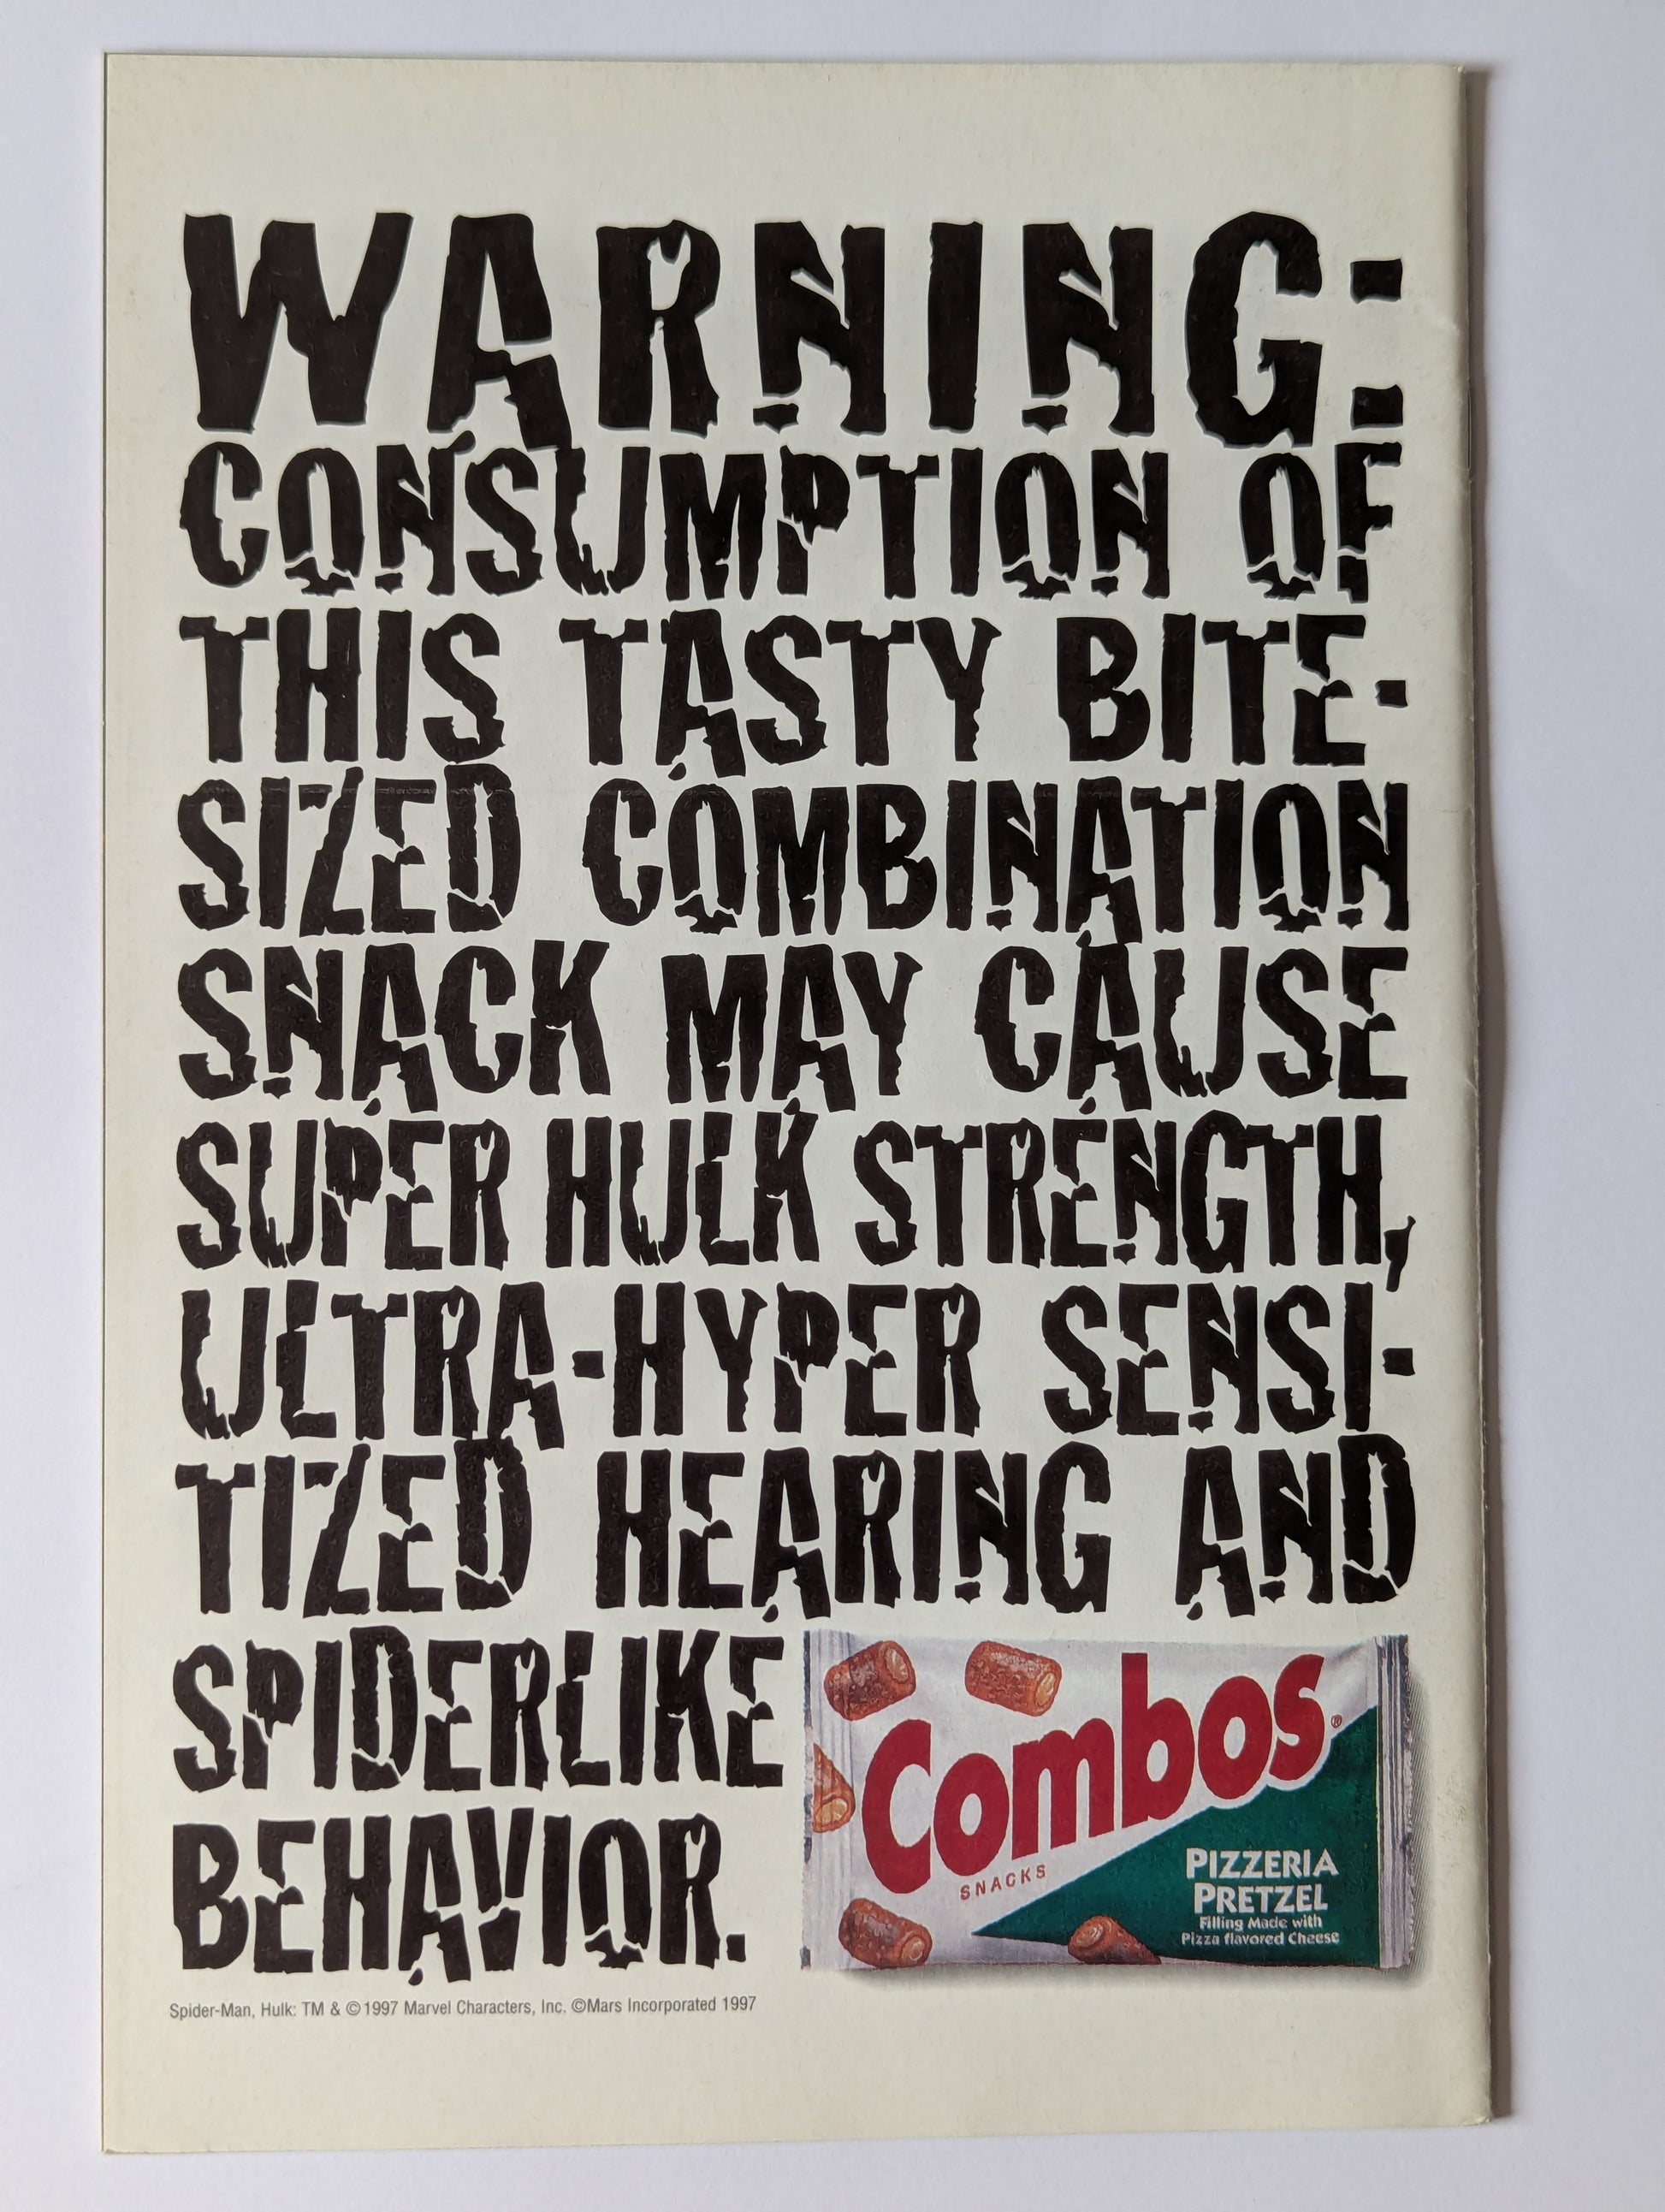 WARNING:
CONSUMPTION OF
THIS TASTY BITE-
SIZED COMBINATION
SNACK MAY CAUSE
SUPER HULK STRENGTH,
ULTRA-HYPER SENSI-
TIZED HEARING AND
SPIDERLIKE
BEHAVIOR.
Combos®
SNACKS
PIZZERIA
PRETZEL
Filling Made with
Pizza flavored Cheese
Spider-Man, Hulk: TM & ©1997 Marvel Characters, Inc. ©Mars Incorporated 1997